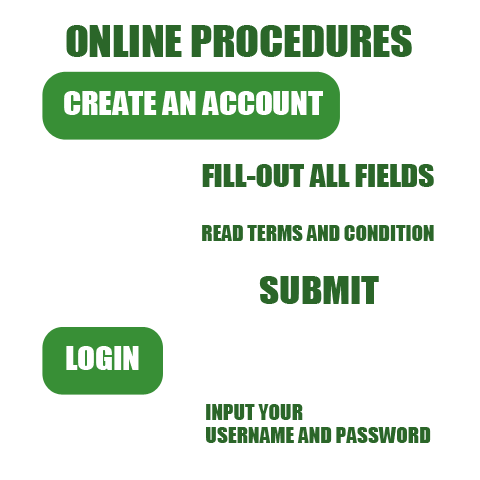 ONLINE PROCEDURES
CREATE AN ACCOUNT
FILL-OUT ALL FIELDS
READ TERMS AND CONDITION
SUBMIT
LOGIN
INPUT YOUR
USERNAME AND PASSWORD